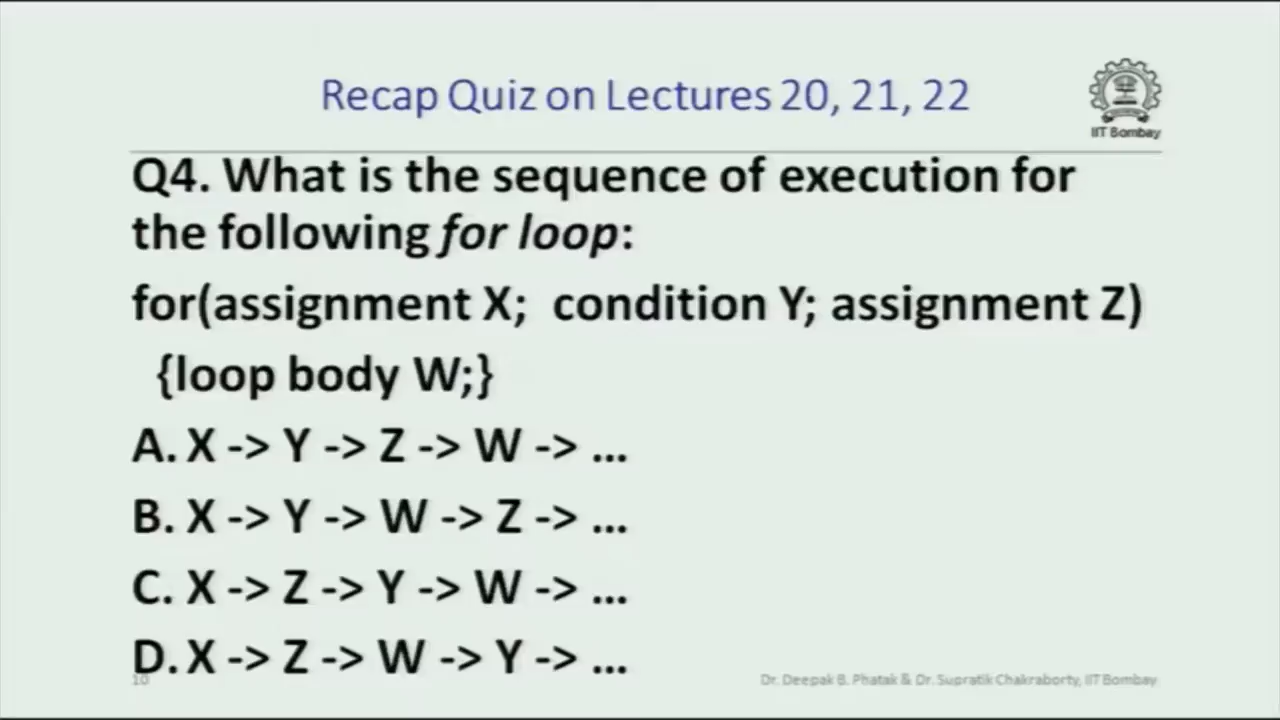 Recap Quiz on Lectures 20, 21, 22
IIT Bombay
Q4. What is the sequence of execution for
the following for loop:
for(assignment X;  condition Y; assignment Z)
{loop body W;}
A. X -> Y -> Z -> W -> ...
B. X -> Y -> W -> Z -> ...
C. X -> Z -> Y -> W -> ...
D. X -> Z -> W -> Y -> ...
10
Dr. Deepak B. Phatak & Dr. Supratik Chakraborty, IIT Bombay